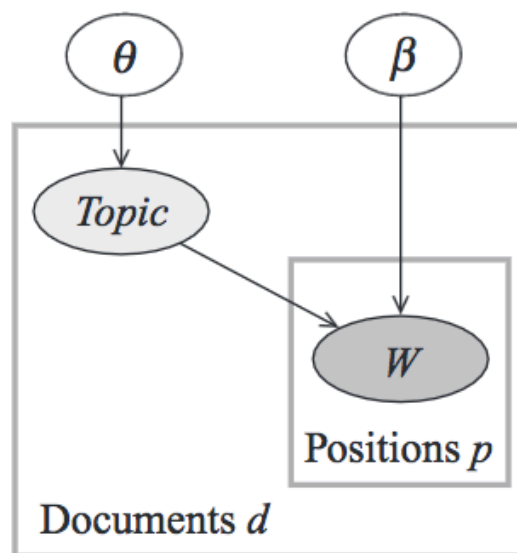 θ β
Topic
W
Positions p
Documents d